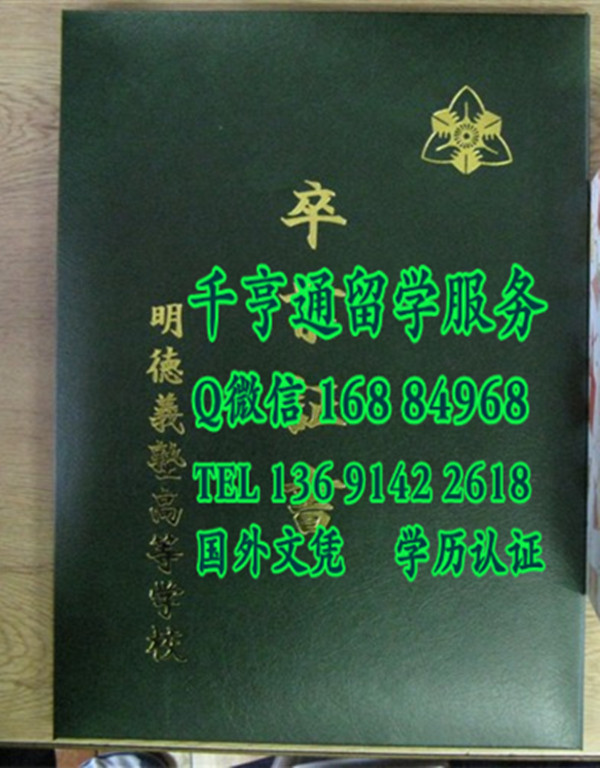 卒
明徳義塾高等学校
千亨通留学服务
Q微信 168 84968
TEL 136 9142 2618
国外文凭 学历认证